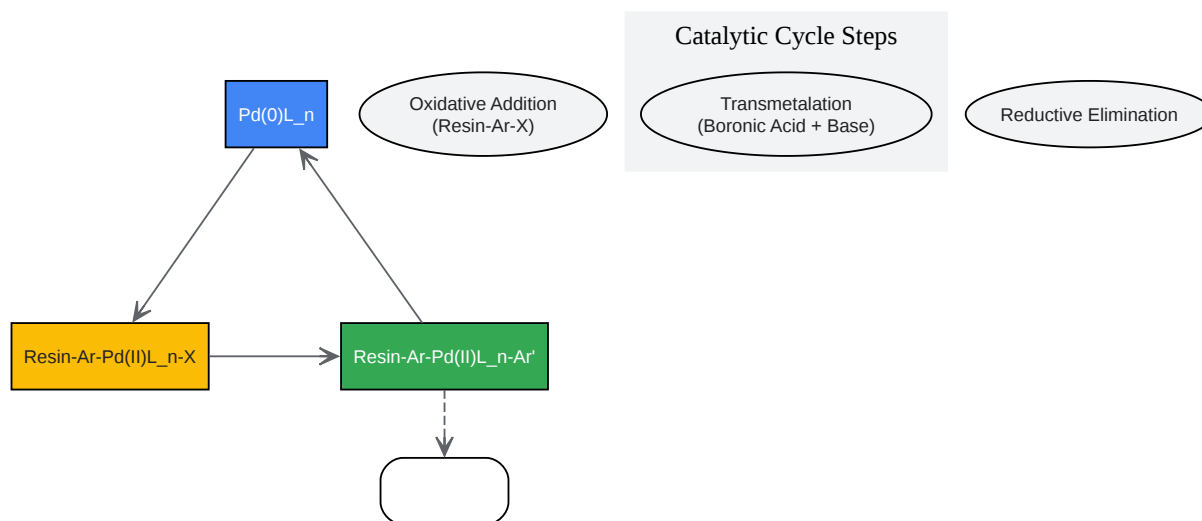 Catalytic Cycle Steps
Pd(0)L_n
Oxidative Addition
(Resin-Ar-X)
Transmetalation
(Boronic Acid + Base)
Reductive Elimination
Resin-Ar-Pd(II)L_n-X
Resin-Ar-Pd(II)L_n-Ar'